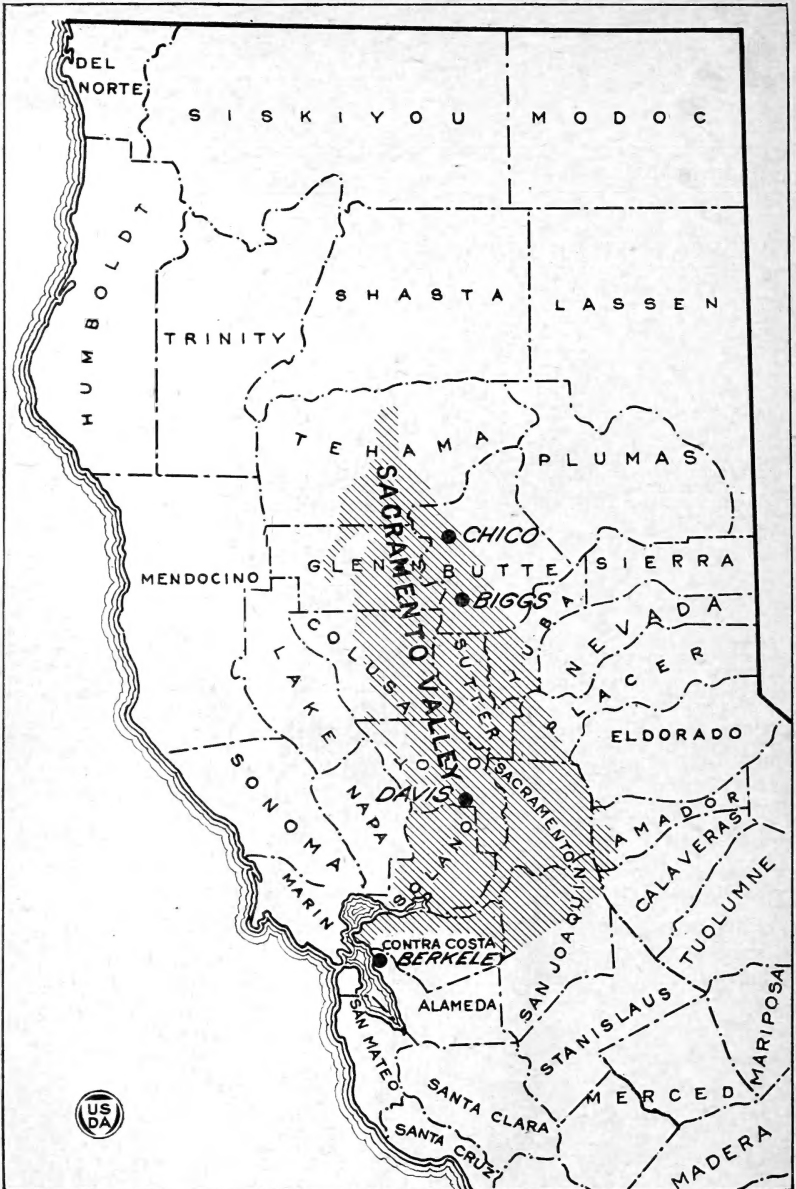 DEL
NORTE
SISKIYOU
MODOC
HUMBOLDT
TRINITY
SHASTA
LASSEN
TEHAMA
PLUMAS
SACRAMENTO VALLEY
CHICO
MENDOCINO
GLENN
BUTTE
SIERRA
BIGGS
YUBA
NEVADA
COLUSA
SUTTER
LAKE
PLACER
ELDORADO
YOLO
SONOMA
NAPA
DAVIS
SACRAMENTO
AMADOR
SOLANO
CALAVERAS
MARIN
TUOLUMNE
CONTRA COSTA
BERKELEY
SAN JOAQUIN
ALAMEDA
SAN MATEO
STANISLAUS
MARIPOSA
SANTA CLARA
MERCED
US
DA
SANTA CRUZ
MADERA